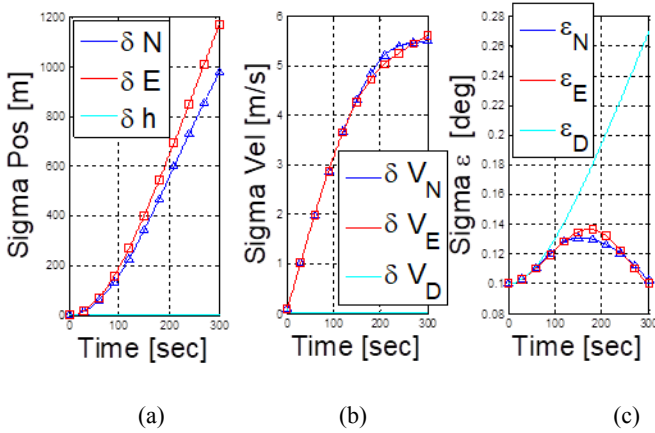 Sigma Pos [m]
1200
1000
800
600
400
200
0
0
100
200
300
Time [sec]
δ N
δ E
δ h
Sigma Vel [m/s]
6
5
4
3
2
1
0
0
100
200
300
Time [sec]
δ V_N
δ V_E
δ V_D
Sigma ε [deg]
0.28
0.26
0.24
0.22
0.2
0.18
0.16
0.14
0.12
0.1
0.08
0
100
200
300
Time [sec]
ε_N
ε_E
ε_D
(a) (b) (c)